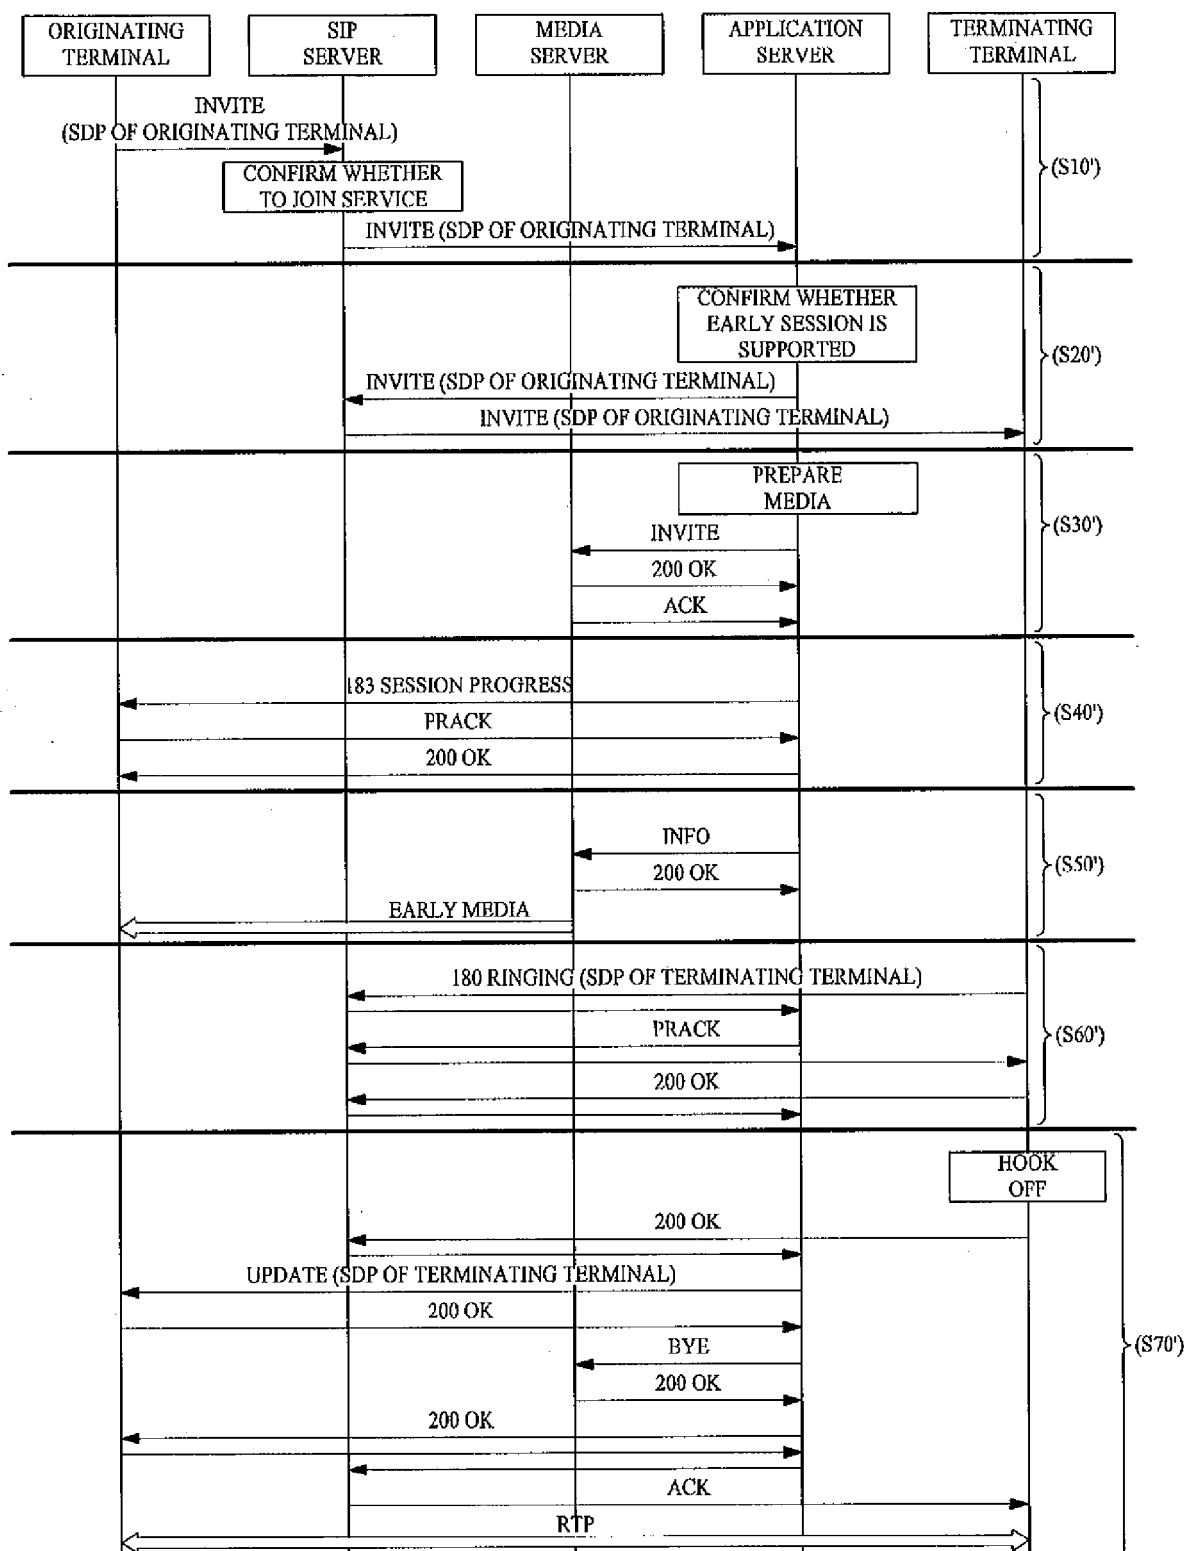 ORIGINATING
TERMINAL
SIP
SERVER
MEDIA
SERVER
APPLICATION
SERVER
TERMINATING
TERMINAL
INVITE
(SDP OF ORIGINATING TERMINAL)
CONFIRM WHETHER
TO JOIN SERVICE
INVITE (SDP OF ORIGINATING TERMINAL)
(S10')
CONFIRM WHETHER
EARLY SESSION IS
SUPPORTED
INVITE (SDP OF ORIGINATING TERMINAL)
INVITE (SDP OF ORIGINATING TERMINAL)
(S20')
PREPARE
MEDIA
INVITE
200 OK
ACK
(S30')
183 SESSION PROGRESS
PRACK
200 OK
(S40')
INFO
200 OK
EARLY MEDIA
(S50')
180 RINGING (SDP OF TERMINATING TERMINAL)
PRACK
200 OK
(S60')
HOOK
OFF
200 OK
UPDATE (SDP OF TERMINATING TERMINAL)
200 OK
BYE
200 OK
200 OK
ACK
RTP
(S70')